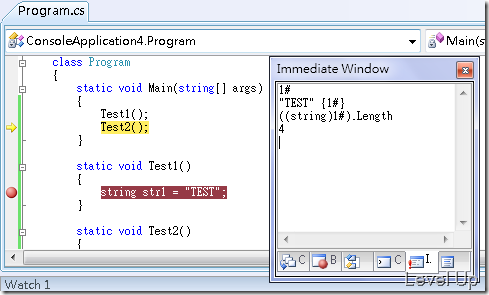 Program.cs
ConsoleApplication4.Program
Main(str
class Program
{
static void Main(string[] args)
{
Test1();
Test2();
}
static void Test1()
{
string str1 = "TEST";
}
static void Test2()
{
Immediate Window
1#
"TEST" {1#}
((string)1#).Length
4
C
B
C
I.
Watch 1
Level Up